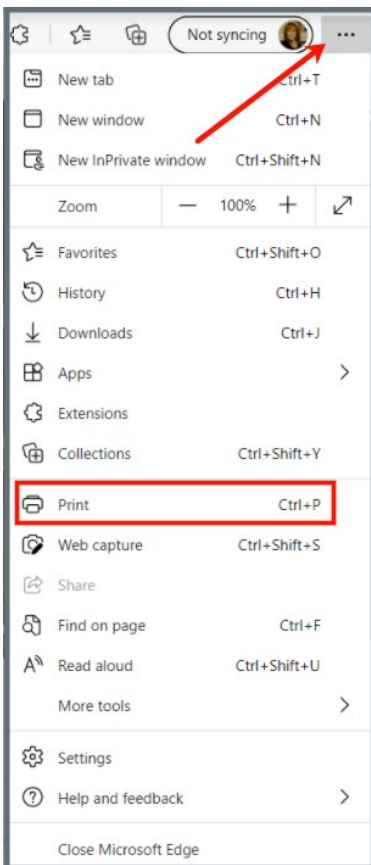 Not syncing
New tab Ctrl+T
New window Ctrl+N
New InPrivate window Ctrl+Shift+N
Zoom — 100% +
Favorites Ctrl+Shift+O
History Ctrl+H
Downloads Ctrl+J
Apps
Extensions
Collections Ctrl+Shift+Y
Print Ctrl+P
Web capture Ctrl+Shift+S
Share
Find on page Ctrl+F
Read aloud Ctrl+Shift+U
More tools
Settings
Help and feedback
Close Microsoft Edge